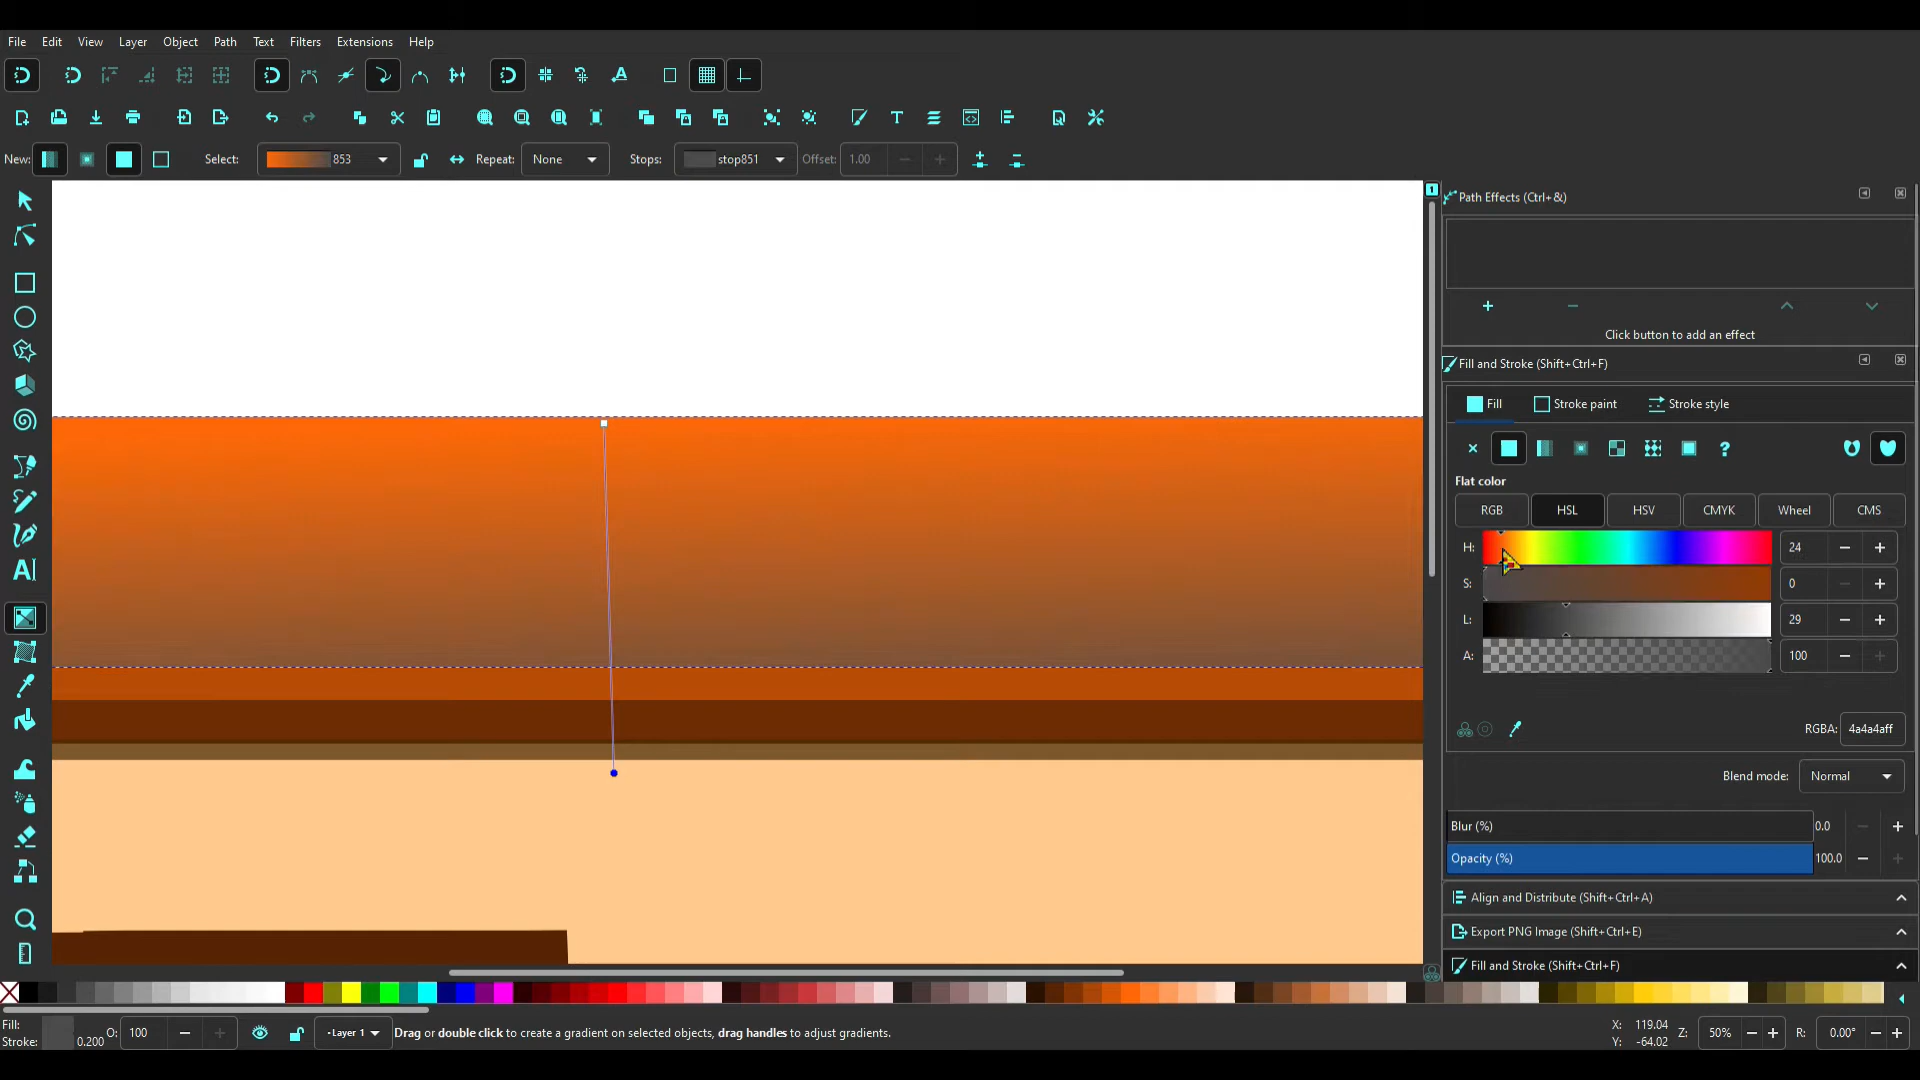 File Edit View Layer Object Path Text Filters Extensions Help
New: Select: 853 Repeat: None Stops: stop851 Offset: 1.00
1
Path Effects (Ctrl+&)
Click button to add an effect
Fill and Stroke (Shift+Ctrl+F)
Fill Stroke paint Stroke style
Flat color
RGB HSL HSV CMYK Wheel CMS
H: 24
S: 0
L: 29
A: 100
RGBA: 4a4a4aff
Blend mode: Normal
Blur (%) 0.0
Opacity (%) 100.0
Align and Distribute (Shift+Ctrl+A)
Export PNG Image (Shift+Ctrl+E)
Fill and Stroke (Shift+Ctrl+F)
Fill:
Stroke: 0.200 O: 100 -Layer 1 Drag or double click to create a gradient on selected objects, drag handles to adjust gradients.
X: 119.04
Y: -64.02
Z: 50% R: 0.00°